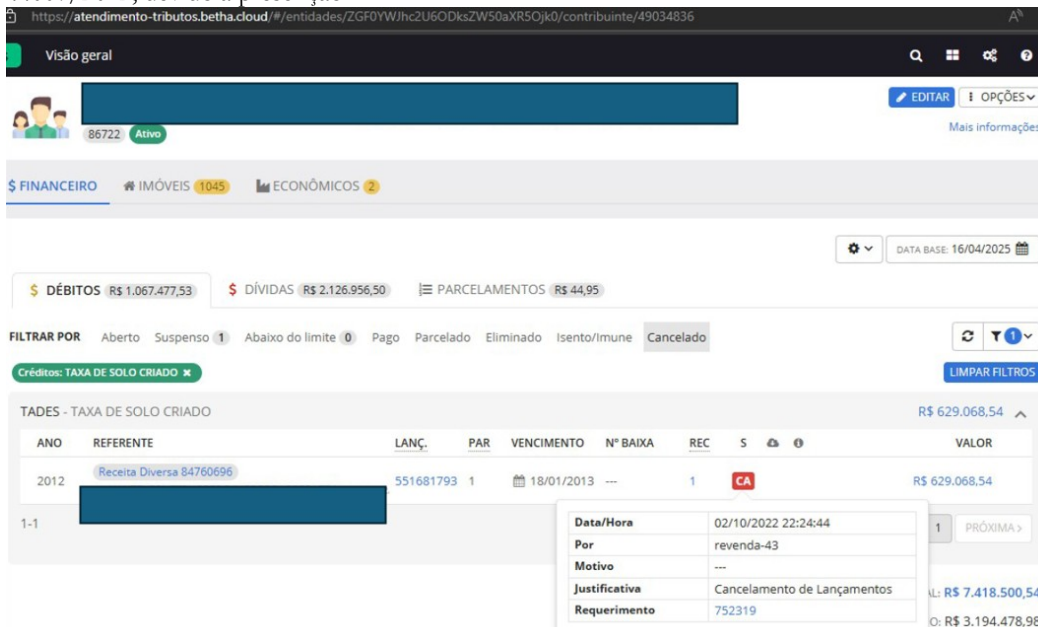 https://atendimento-tributos.betha.cloud/#/entidades/ZGF0YWJhc2U6ODksZW50aXR5Ojk0/contribuinte/49034836
Visão geral
EDITAR OPÇÕES
86722 Ativo
Mais informações
$ FINANCEIRO IMÓVEIS 1045 ECONÔMICOS 2
DATA BASE: 16/04/2025
$ DÉBITOS R$ 1.067.477,53 $ DÍVIDAS R$ 2.126.956,50 PARCELAMENTOS R$ 44,95
FILTRAR POR Aberto Suspenso 1 Abaixo do limite 0 Pago Parcelado Eliminado Isento/Imune Cancelado 1
Créditos: TAXA DE SOLO CRIADO × LIMPAR FILTROS
TADES - TAXA DE SOLO CRIADO R$ 629.068,54
ANO REFERENTE LANÇ. PAR VENCIMENTO Nº BAIXA REC S VALOR
2012 Receita Diversa 84760696 551681793 1 18/01/2013 --- 1 CA R$ 629.068,54
1-1 1 PRÓXIMA >
Data/Hora 02/10/2022 22:24:44
Por revenda-43
Motivo ---
Justificativa Cancelamento de Lançamentos
Requerimento 752319
L: R$ 7.418.500,54
O: R$ 3.194.478,98